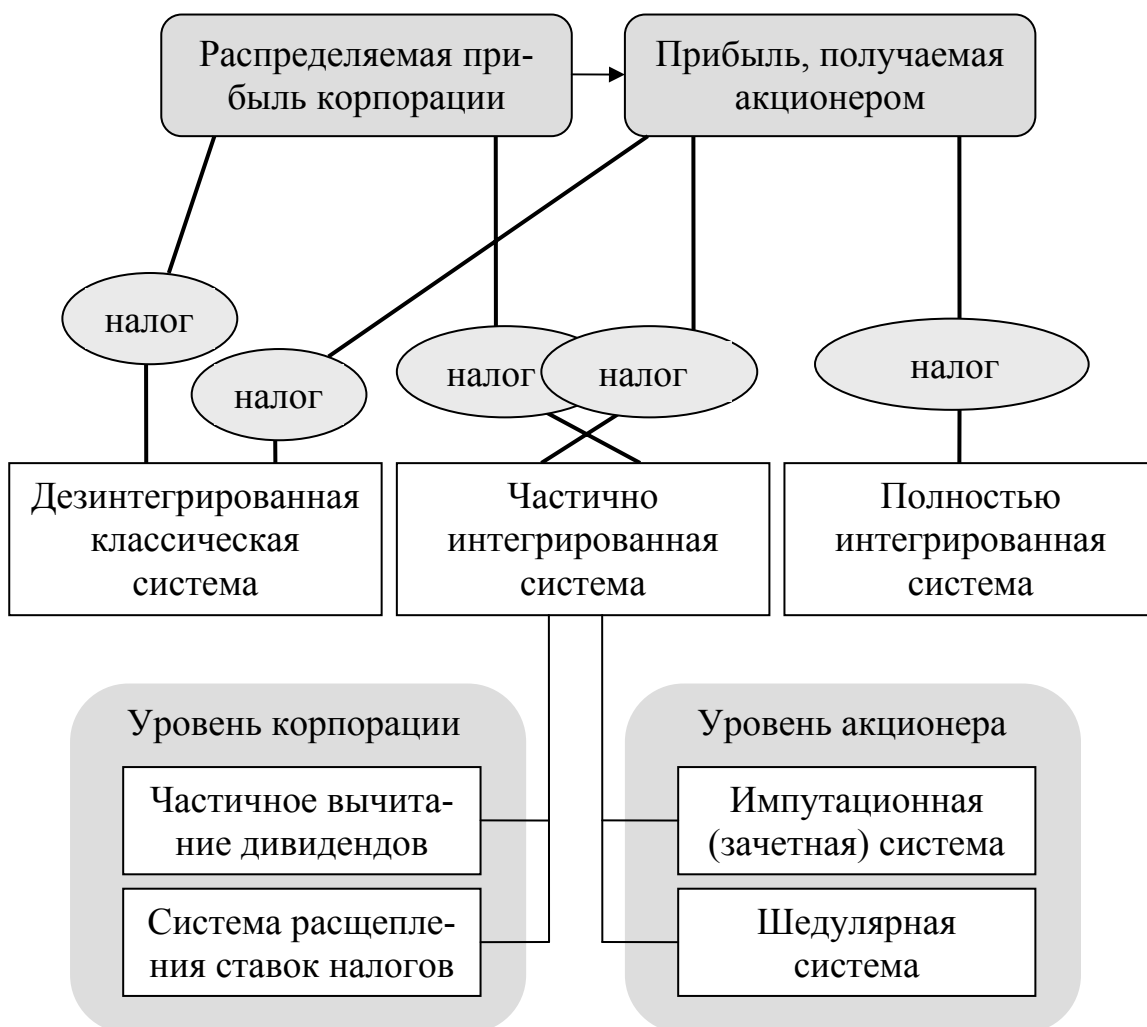 Распределяемая при-
быль корпорации
Прибыль, получаемая
акционером
налог
налог
налог
налог
налог
Дезинтегрированная
классическая
система
Частично
интегрированная
система
Полностью
интегрированная
система
Уровень корпорации
Частичное вычита-
ние дивидендов
Система расщепле-
ния ставок налогов
Уровень акционера
Импутационная
(зачетная) система
Шедулярная
система